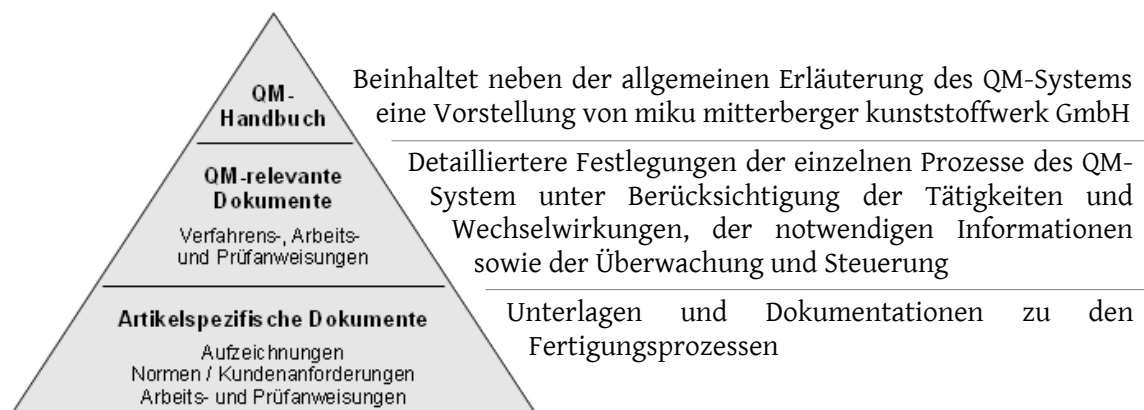 QM-
Handbuch
Beinhaltet neben der allgemeinen Erläuterung des QM-Systems
eine Vorstellung von miku mitterberger kunststoffwerk GmbH
QM-relevante
Dokumente
Verfahrens-, Arbeits-
und Prüfanweisungen
Detailliertere Festlegungen der einzelnen Prozesse des QM-
System unter Berücksichtigung der Tätigkeiten und
Wechselwirkungen, der notwendigen Informationen
sowie der Überwachung und Steuerung
Artikelspezifische Dokumente
Aufzeichnungen
Normen / Kundenanforderungen
Arbeits- und Prüfanweisungen
Unterlagen und Dokumentationen zu den
Fertigungsprozessen